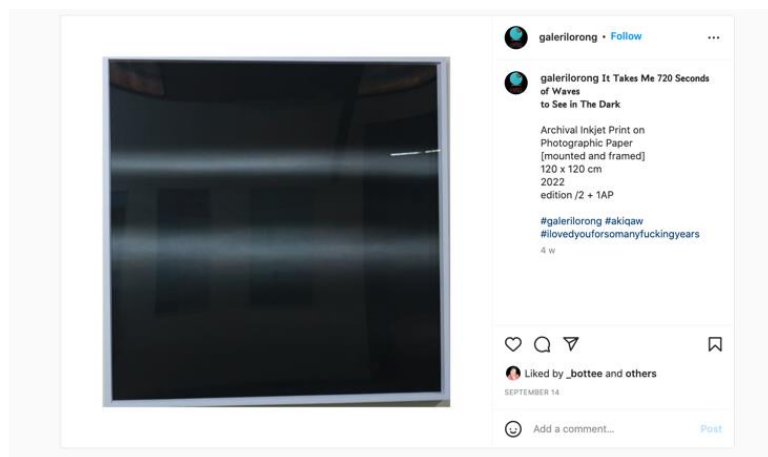 galerilorong • Follow
galerilorong It Takes Me 720 Seconds
of Waves
to See in The Dark
Archival Inkjet Print on
Photographic Paper
[mounted and framed]
120 x 120 cm
2022
edition /2 + 1AP
#galerilorong #akiqaw
#ilovedyouforsomanyfuckingyears
4 w
Liked by _bottee and others
SEPTEMBER 14
Add a comment...
Post